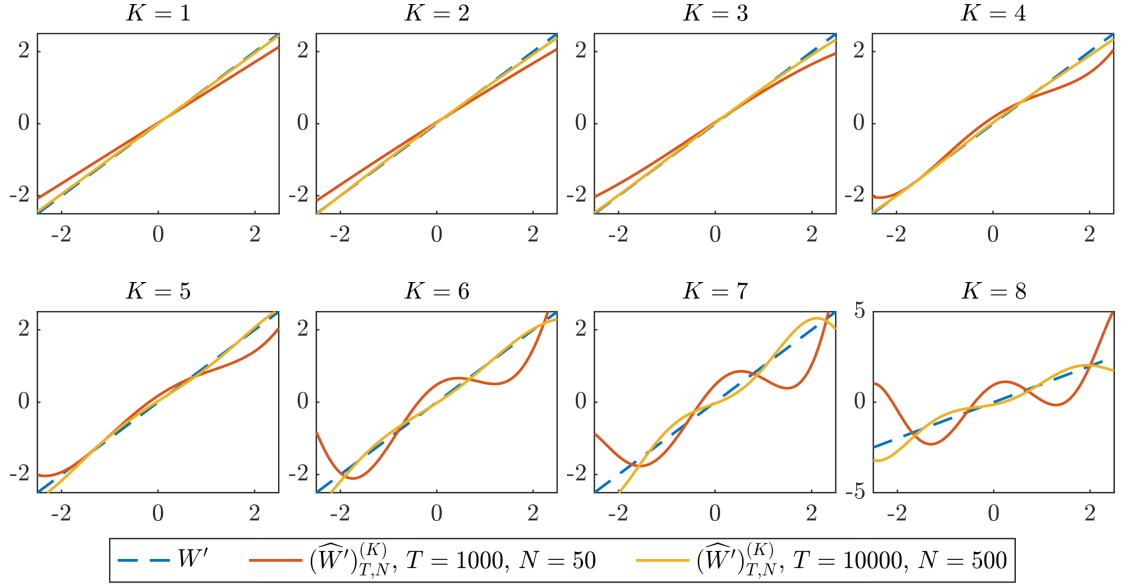 K = 1 K = 2 K = 3 K = 4
2 2 2 2
0 0 0 0
-2 -2 -2 -2
-2 0 2 -2 0 2 -2 0 2 -2 0 2
K = 5 K = 6 K = 7 K = 8
2 2 2 5
0 0 0 0
-2 -2 -2 -5
-2 0 2 -2 0 2 -2 0 2 -2 0 2
W′ (Ŵ′)_{T,N}^{(K)}, T = 1000, N = 50 (Ŵ′)_{T,N}^{(K)}, T = 10000, N = 500